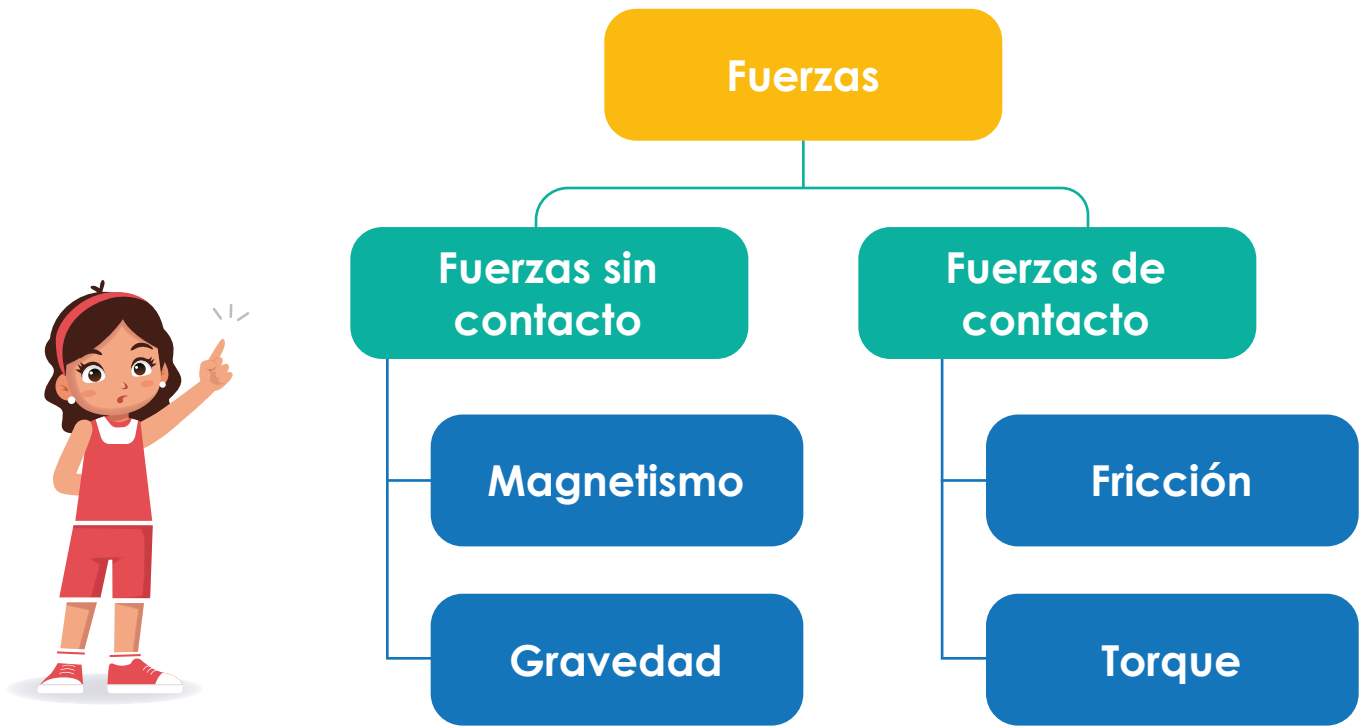 Fuerzas
Fuerzas sin
contacto
Fuerzas de
contacto
Magnetismo
Fricción
Gravedad
Torque